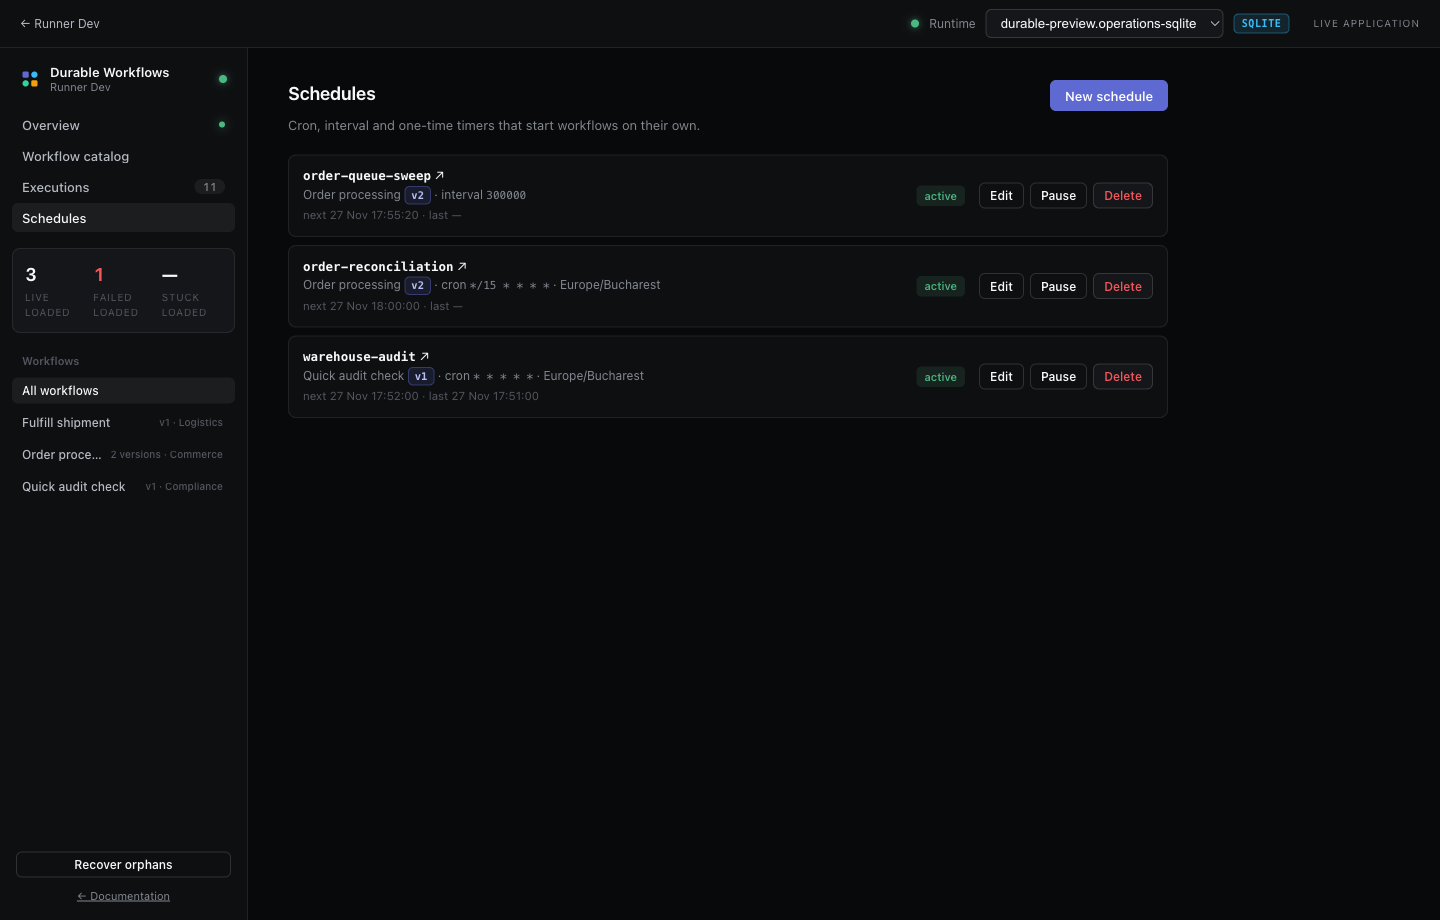 ← Runner Dev
Runtime
durable-preview.operations-sqlite
SQLITE
LIVE APPLICATION
Durable Workflows
Runner Dev
Overview
Workflow catalog
Executions 11
Schedules
3 1 —
LIVE FAILED STUCK
LOADED LOADED LOADED
Workflows
All workflows
Fulfill shipment v1 · Logistics
Order proce... 2 versions · Commerce
Quick audit check v1 · Compliance
Recover orphans
← Documentation
Schedules
New schedule
Cron, interval and one-time timers that start workflows on their own.
order-queue-sweep ↗
Order processing v2 · interval 300000
next 27 Nov 17:55:20 · last —
active Edit Pause Delete
order-reconciliation ↗
Order processing v2 · cron */15 * * * * · Europe/Bucharest
next 27 Nov 18:00:00 · last —
active Edit Pause Delete
warehouse-audit ↗
Quick audit check v1 · cron * * * * * · Europe/Bucharest
next 27 Nov 17:52:00 · last 27 Nov 17:51:00
active Edit Pause Delete